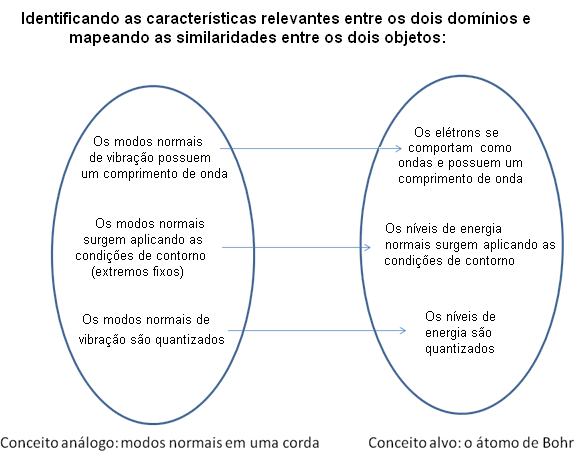 Identificando as características relevantes entre os dois domínios e
mapeando as similaridades entre os dois objetos:
Os modos normais
de vibração possuem
um comprimento de onda
Os elétrons se
comportam como
ondas e possuem um
comprimento de onda
Os modos normais
surgem aplicando as
condições de contorno
(extremos fixos)
Os níveis de energia
normais surgem aplicando as
condições de contorno
Os modos normais de
vibração são quantizados
Os níveis de
energia são
quantizados
Conceito análogo: modos normais em uma corda
Conceito alvo: o átomo de Bohr